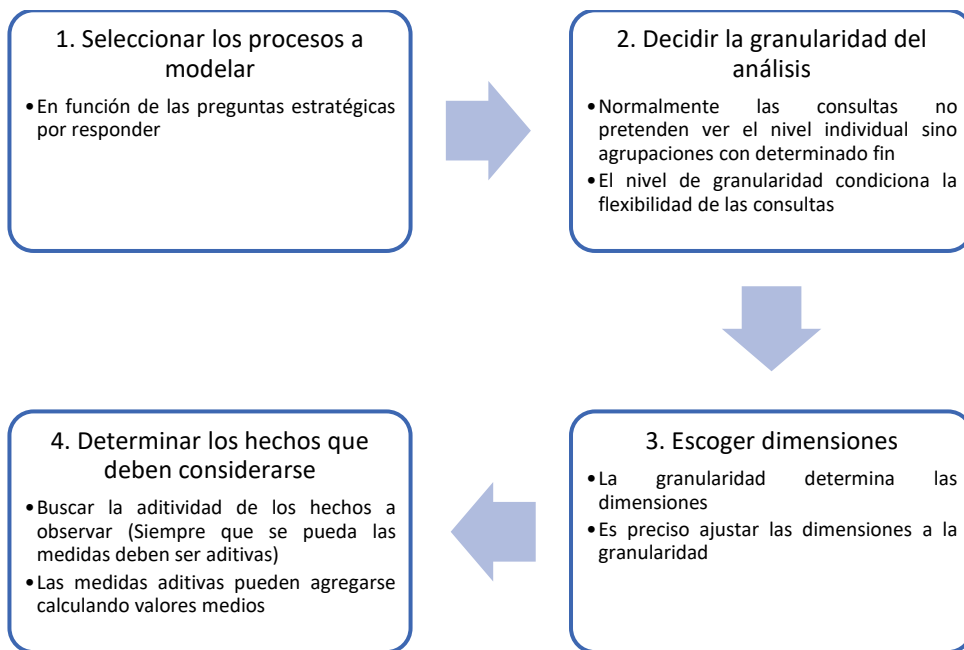 1. Seleccionar los procesos a
modelar
•En función de las preguntas estratégicas
por responder
2. Decidir la granularidad del
análisis
•Normalmente las consultas no
pretenden ver el nivel individual sino
agrupaciones con determinado fin
•El nivel de granularidad condiciona la
flexibilidad de las consultas
3. Escoger dimensiones
•La granularidad determina las
dimensiones
•Es preciso ajustar las dimensiones a la
granularidad
4. Determinar los hechos que
deben considerarse
•Buscar la aditividad de los hechos a
observar (Siempre que se pueda las
medidas deben ser aditivas)
•Las medidas aditivas pueden agregarse
calculando valores medios